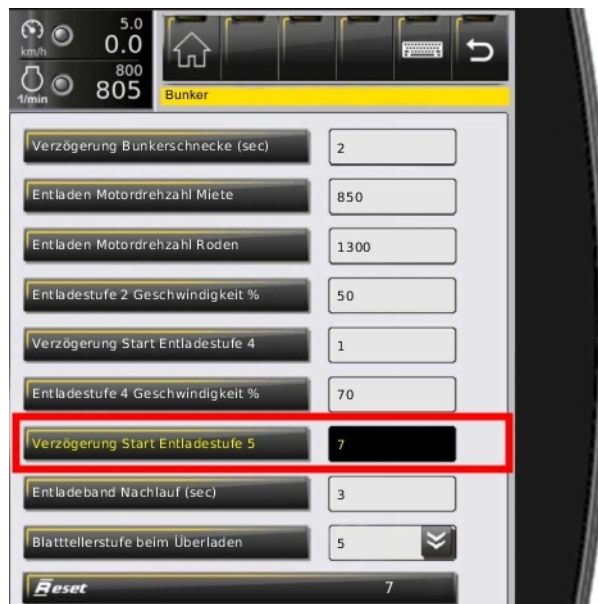 5.0
km/h 0.0
800
1/min 805
Bunker
Verzögerung Bunkerschnecke (sec) 2
Entladen Motordrehzahl Miete 850
Entladen Motordrehzahl Roden 1300
Entladestufe 2 Geschwindigkeit % 50
Verzögerung Start Entladestufe 4 1
Entladestufe 4 Geschwindigkeit % 70
Verzögerung Start Entladestufe 5 7
Entladeband Nachlauf (sec) 3
Blatttellerstufe beim Überladen 5
Reset 7